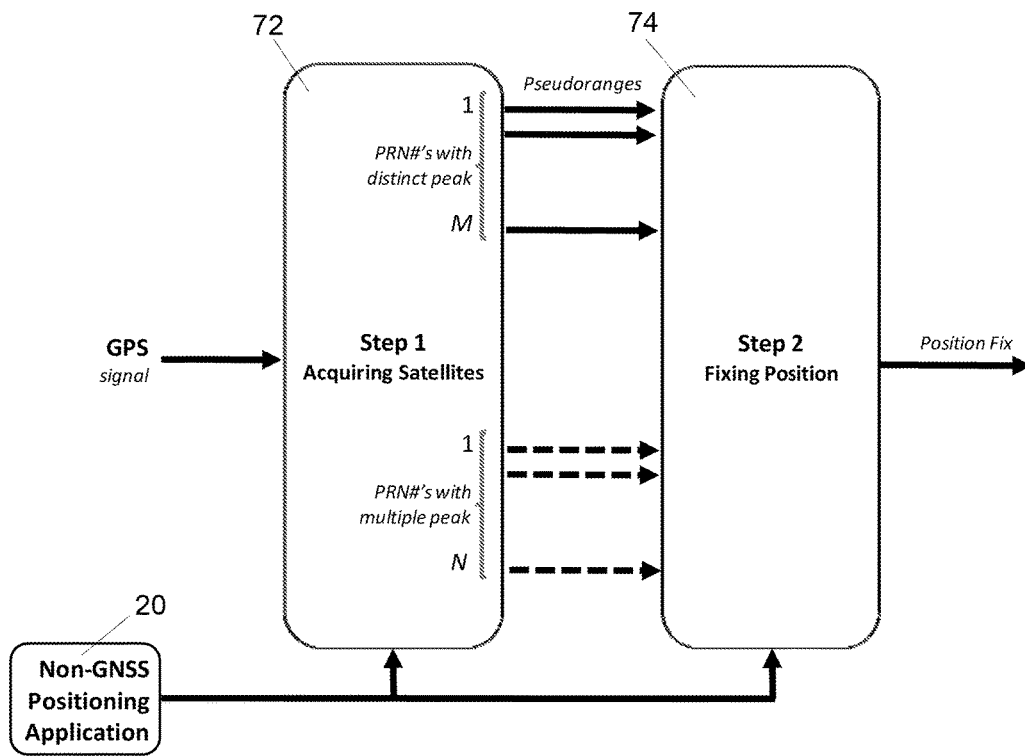 72
74
Pseudoranges
1
PRN#'s with
distinct peak
M
GPS
signal
Step 1
Acquiring Satellites
Step 2
Fixing Position
Position Fix
1
PRN#'s with
multiple peak
N
20
Non-GNSS
Positioning
Application